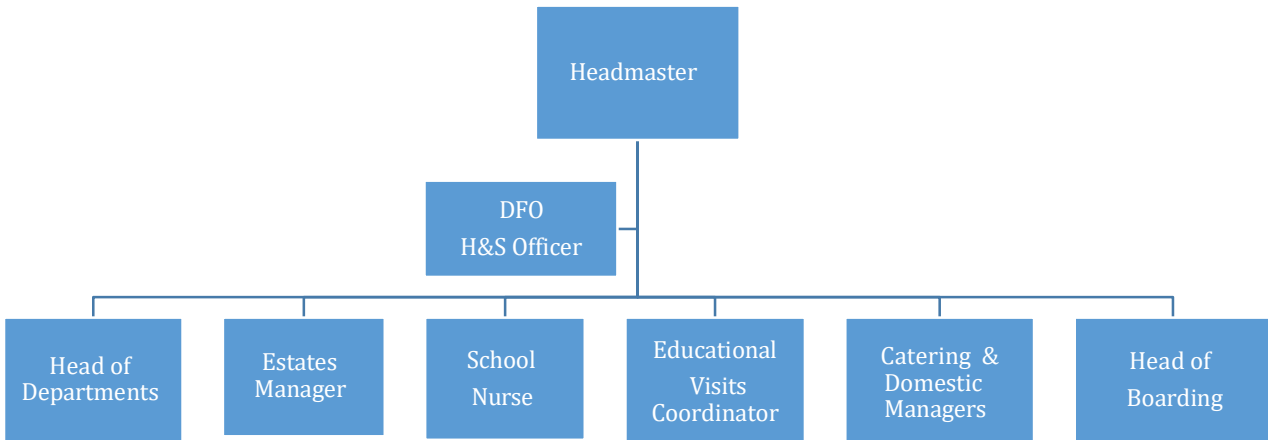 Headmaster
DFO
H&S Officer
Head of
Departments
Estates
Manager
School
Nurse
Educational
Visits
Coordinator
Catering &
Domestic
Managers
Head of
Boarding